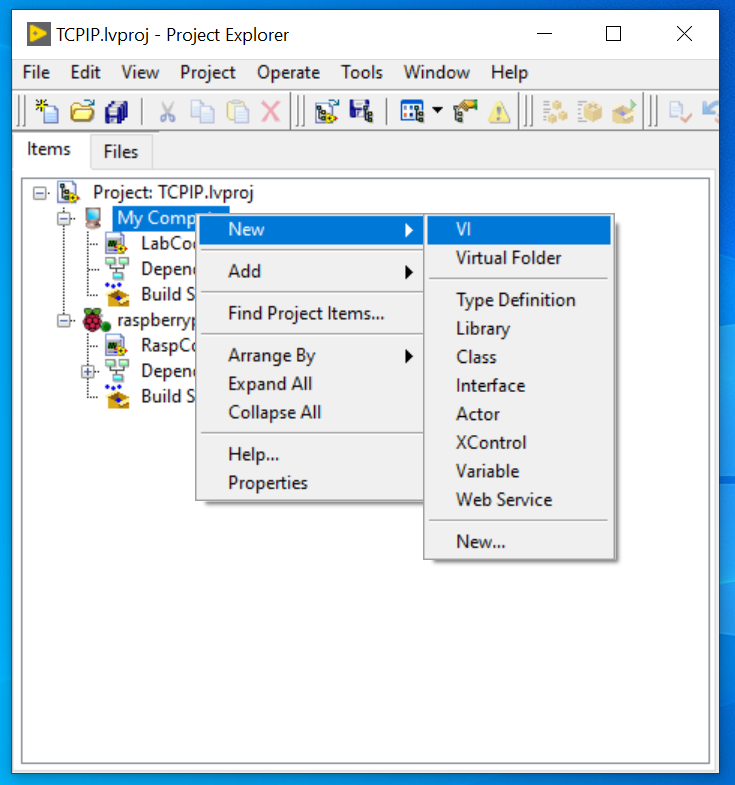 TCPIP.lvproj - Project Explorer
File Edit View Project Operate Tools Window Help
Items Files
Project: TCPIP.lvproj
My Comp
LabCo
Depen
Build S
raspberryp
RaspCo
Depen
Build S
New
Add
Find Project Items...
Arrange By
Expand All
Collapse All
Help...
Properties
VI
Virtual Folder
Type Definition
Library
Class
Interface
Actor
XControl
Variable
Web Service
New...